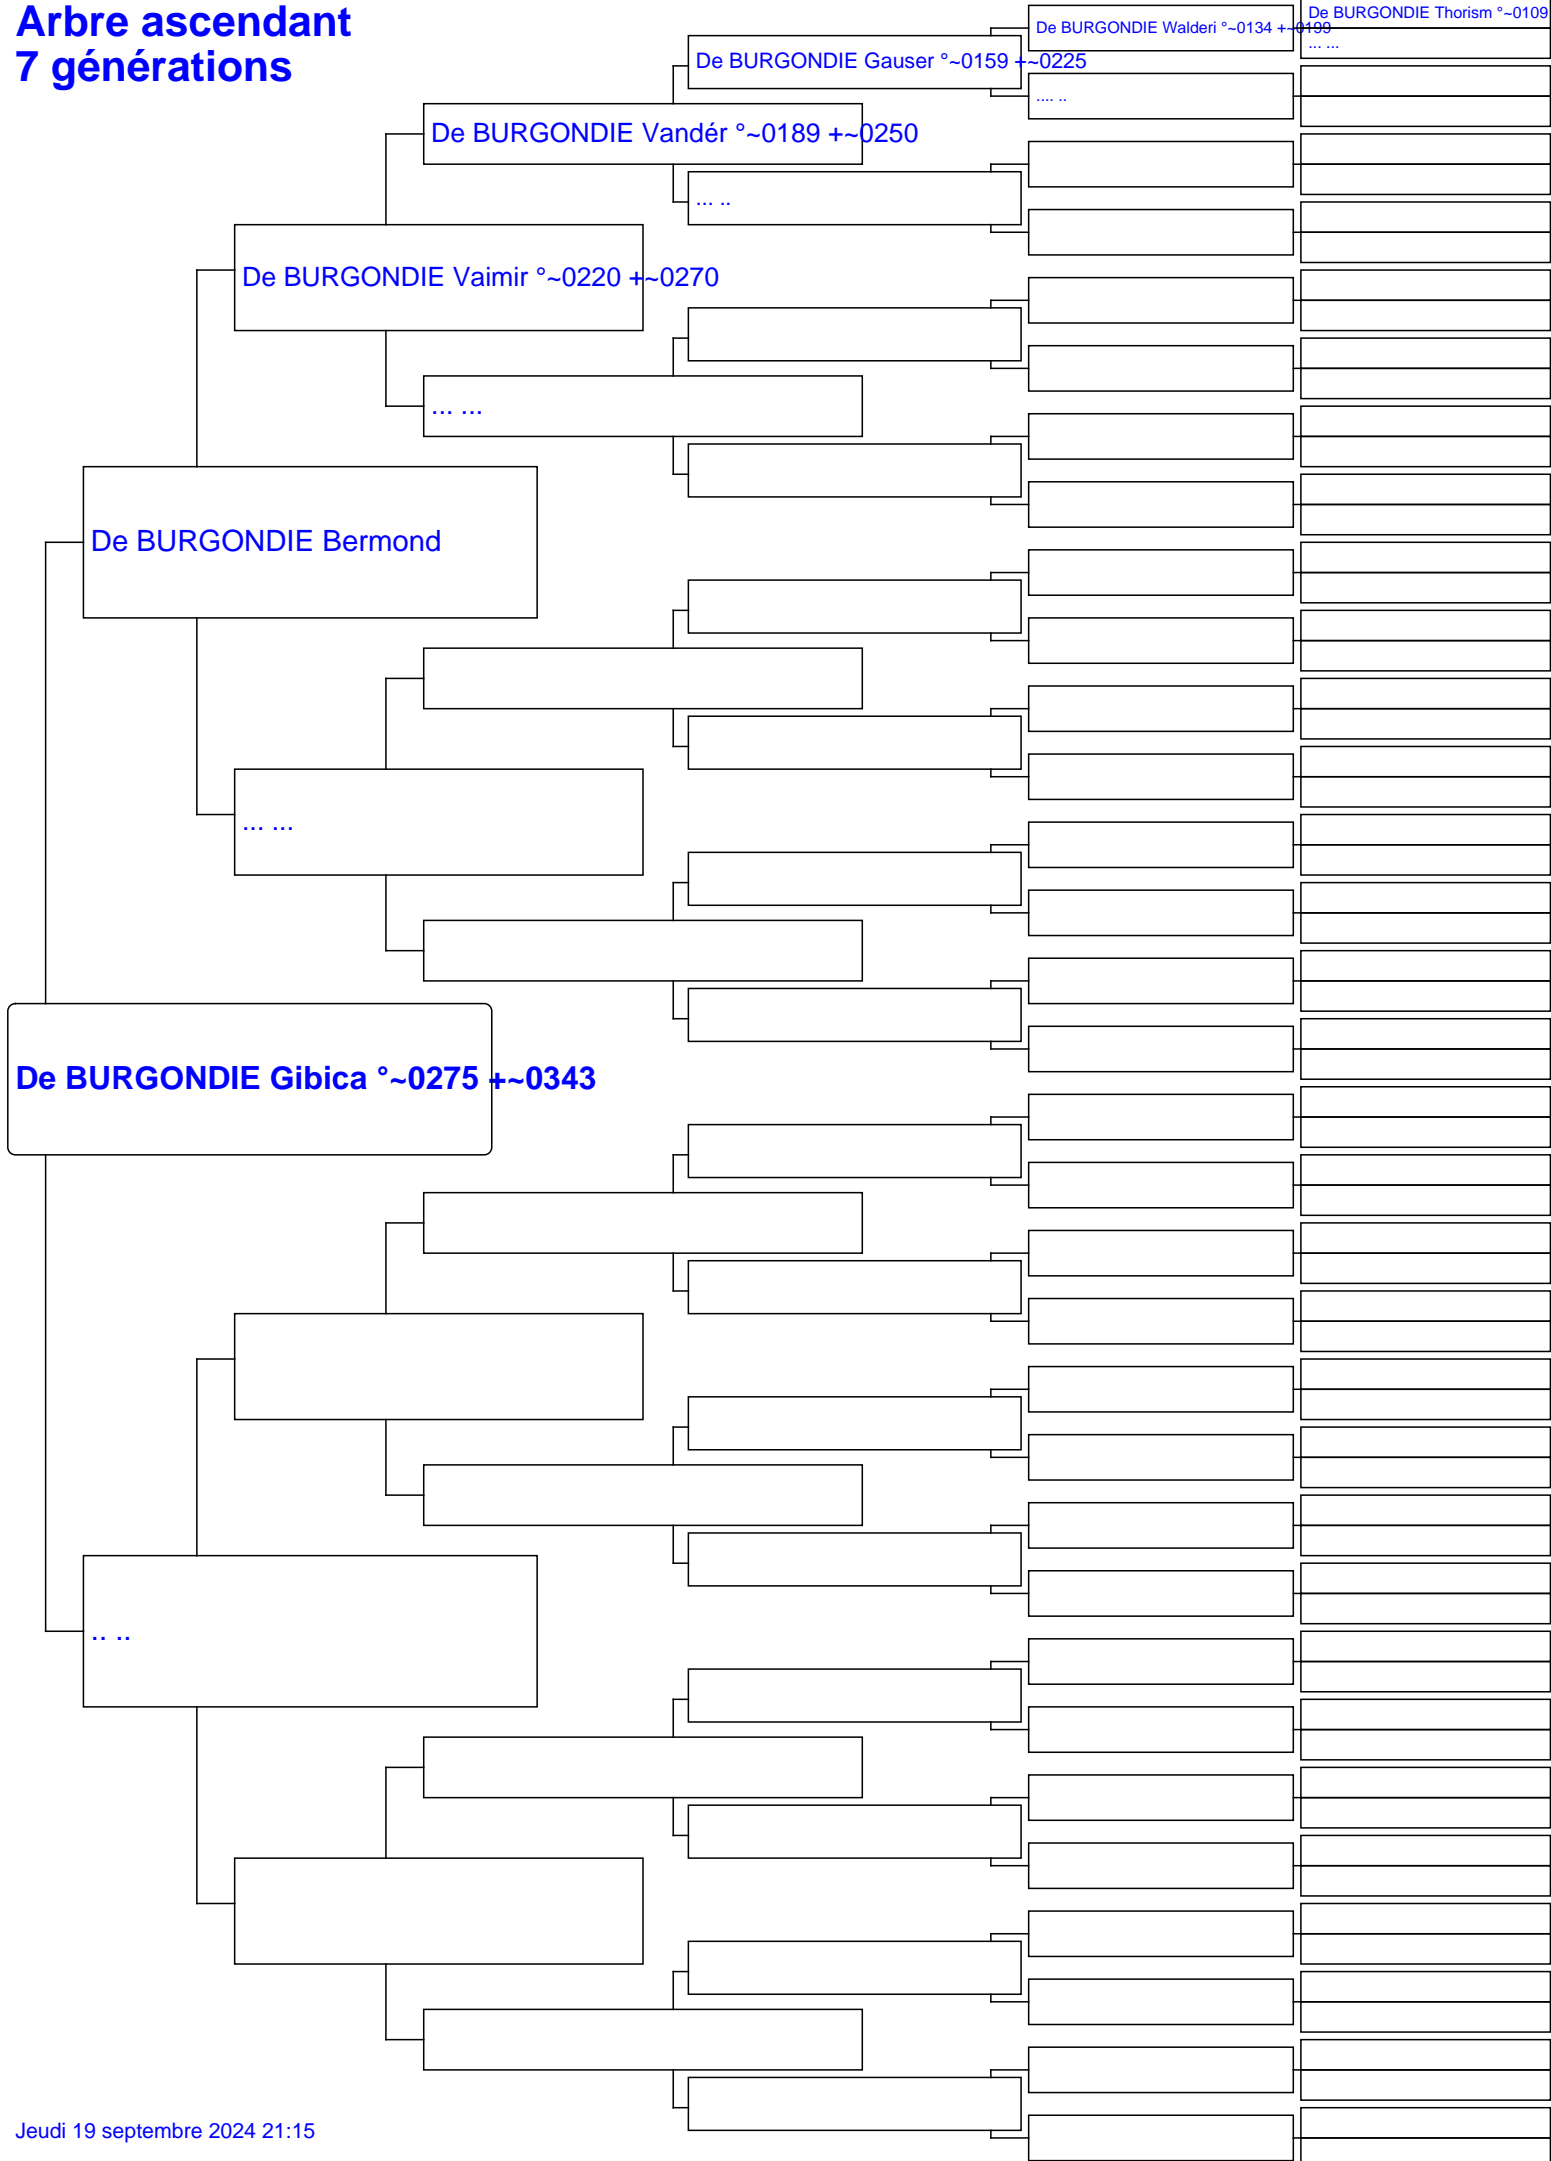 Arbre ascendant
7 générations
De BURGONDIE Thorism °~0109
... ...
De BURGONDIE Walderi °~0134 +~0199
.... ..
De BURGONDIE Gauser °~0159 +~0225
... ..
De BURGONDIE Vandér °~0189 +~0250
... ...
De BURGONDIE Vaimir °~0220 +~0270
... ...
De BURGONDIE Bermond
.. ..
De BURGONDIE Gibica °~0275 +~0343
Jeudi 19 septembre 2024 21:15